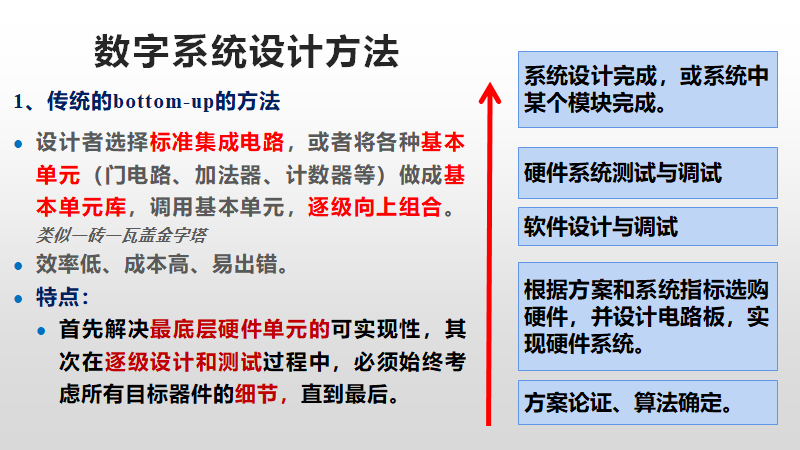 数字系统设计方法
1、传统的bottom-up的方法
设计者选择标准集成电路，或者将各种基本
单元（门电路、加法器、计数器等）做成基
本单元库，调用基本单元，逐级向上组合。
类似一砖一瓦盖金字塔
效率低、成本高、易出错。
特点：
首先解决最底层硬件单元的可实现性，其
次在逐级设计和测试过程中，必须始终考
虑所有目标器件的细节，直到最后。
系统设计完成，或系统中
某个模块完成。
硬件系统测试与调试
软件设计与调试
根据方案和系统指标选购
硬件，并设计电路板，实
现硬件系统。
方案论证、算法确定。